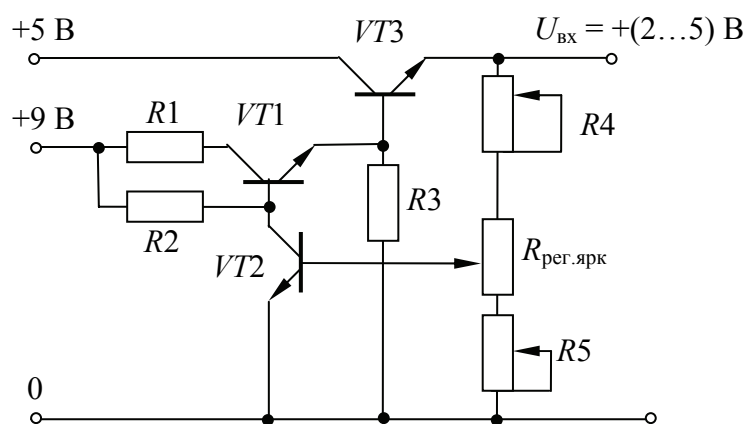 +5 В
VT3
Uвх = +(2...5) В
+9 В
R1
VT1
R4
R2
R3
VT2
Rрег.ярк
R5
0